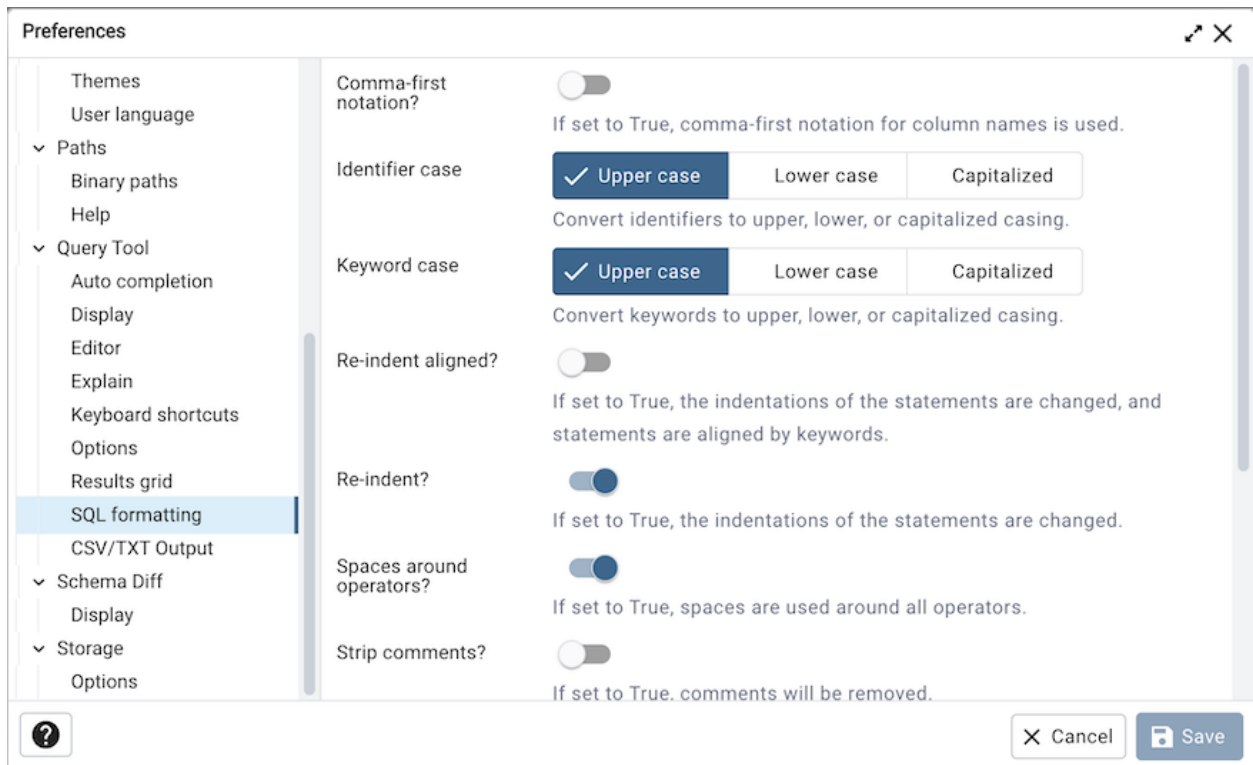 Preferences
Themes
User language
Paths
Binary paths
Help
Query Tool
Auto completion
Display
Editor
Explain
Keyboard shortcuts
Options
Results grid
SQL formatting
CSV/TXT Output
Schema Diff
Display
Storage
Options
Comma-first
notation?
If set to True, comma-first notation for column names is used.
Identifier case
Upper case Lower case Capitalized
Convert identifiers to upper, lower, or capitalized casing.
Keyword case
Upper case Lower case Capitalized
Convert keywords to upper, lower, or capitalized casing.
Re-indent aligned?
If set to True, the indentations of the statements are changed, and
statements are aligned by keywords.
Re-indent?
If set to True, the indentations of the statements are changed.
Spaces around
operators?
If set to True, spaces are used around all operators.
Strip comments?
If set to True, comments will be removed.
? Cancel Save